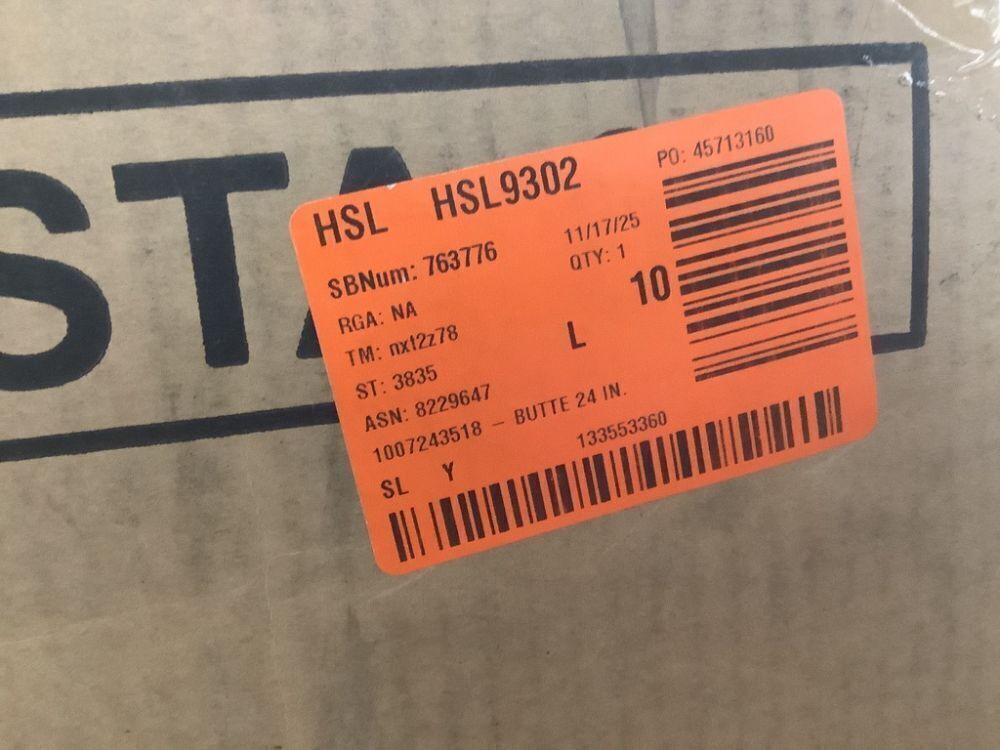 STA
HSL HSL9302
PO: 45713160
SBNum: 763776
11/17/25
RGA: NA
QTY: 1
TM: nxt2z78
L
10
ST: 3835
ASN: 8229647
1007243518 – BUTTE 24 IN.
SL Y
133553360